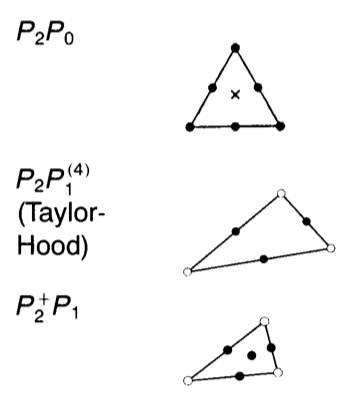 P₂P₀
P₂P₁⁽⁴⁾
(Taylor-
Hood)
P₂⁺P₁